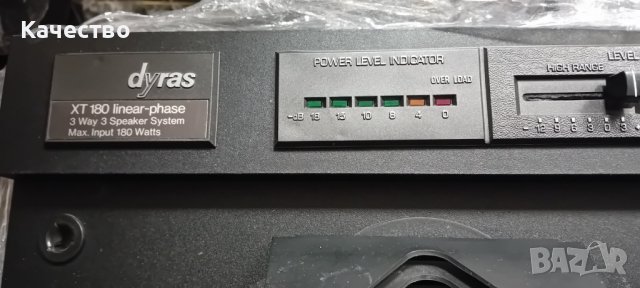 Качество
dyras
XT 180 linear-phase
3 Way 3 Speaker System
Max. Input 180 Watts
POWER LEVEL INDICATOR
OVER LOAD
-dB 18 15 10 8 4 0
LEVEL
HIGH RANGE
-12 9 6 3 0 3
BAZAR